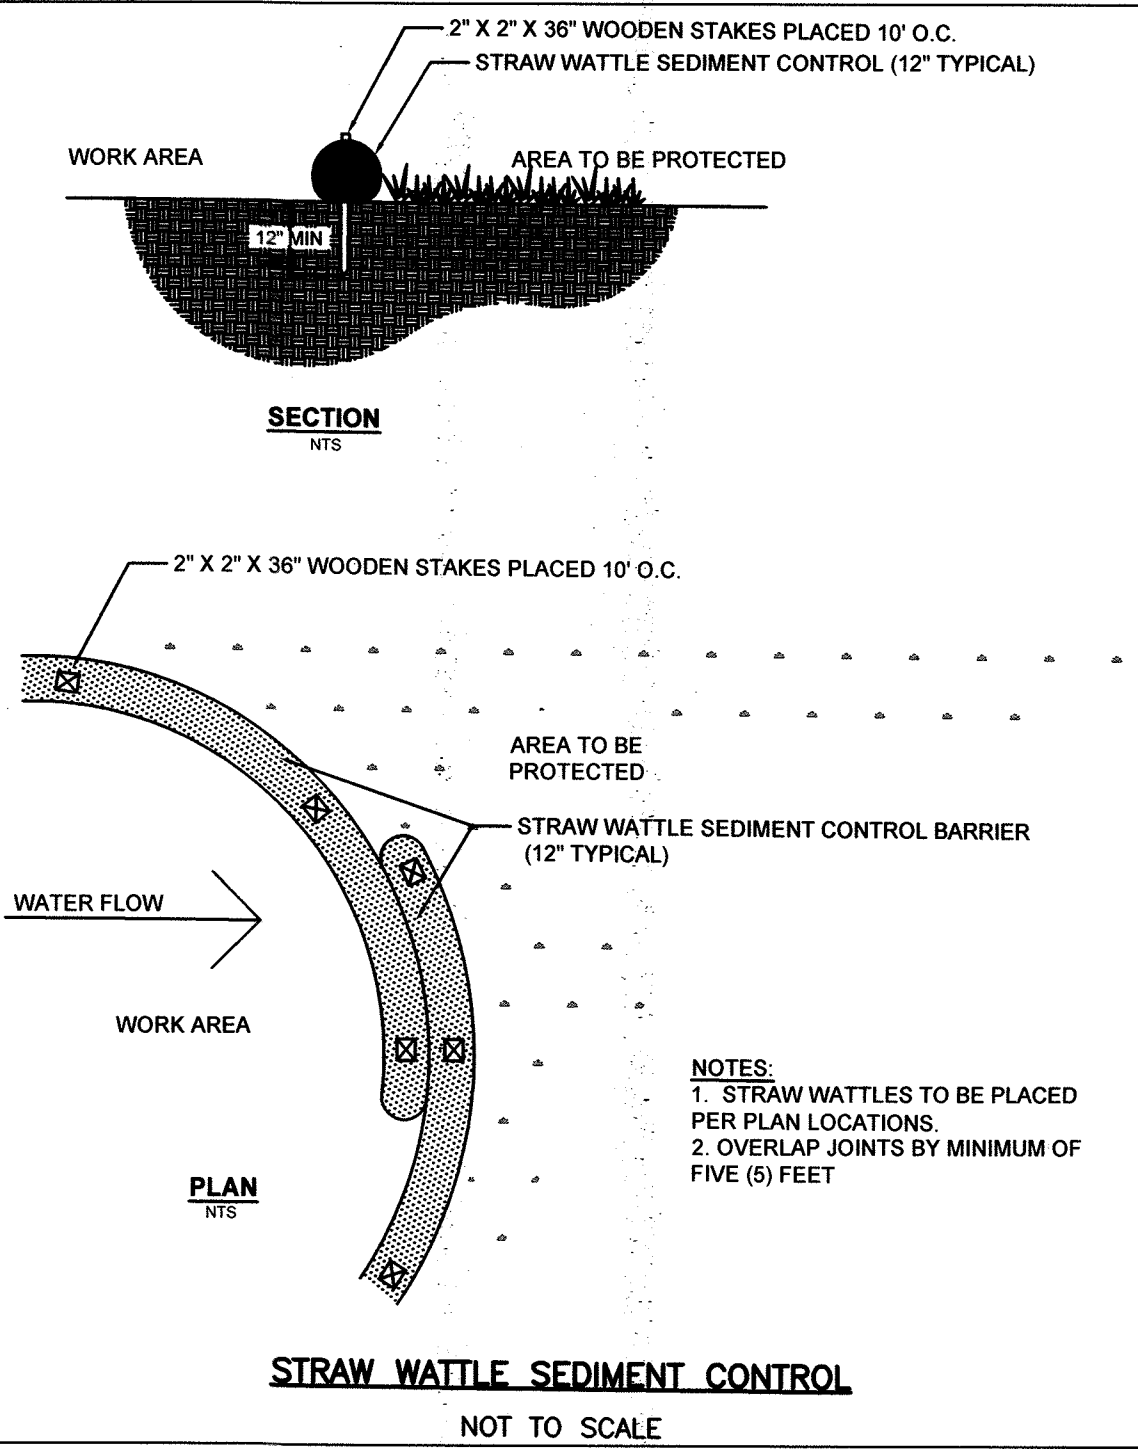 2" X 2" X 36" WOODEN STAKES PLACED 10' O.C.
STRAW WATTLE SEDIMENT CONTROL (12" TYPICAL)
WORK AREA
AREA TO BE PROTECTED
12" MIN
SECTION
NTS
2" X 2" X 36" WOODEN STAKES PLACED 10' O.C.
AREA TO BE
PROTECTED
STRAW WATTLE SEDIMENT CONTROL BARRIER
(12" TYPICAL)
WATER FLOW
WORK AREA
NOTES:
1. STRAW WATTLES TO BE PLACED
PER PLAN LOCATIONS.
2. OVERLAP JOINTS BY MINIMUM OF
FIVE (5) FEET
PLAN
NTS
STRAW WATTLE SEDIMENT CONTROL
NOT TO SCALE